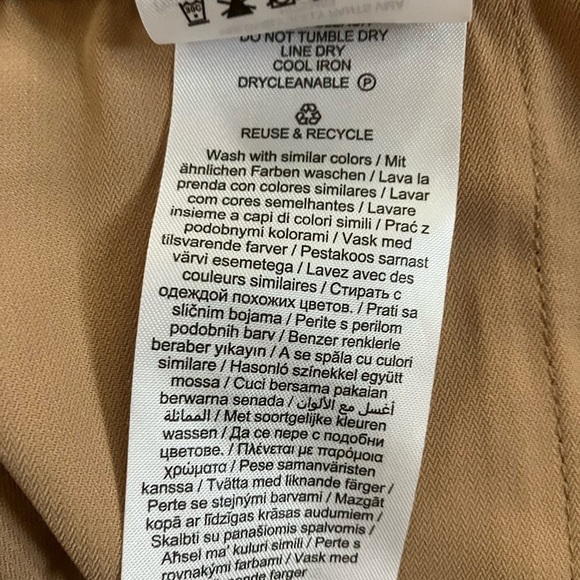 DO NOT TUMBLE DRY
LINE DRY
COOL IRON
DRYCLEANABLE Ⓟ
REUSE & RECYCLE
Wash with similar colors / Mit
ähnlichen Farben waschen / Lava la
prenda con colores similares / Lavar
com cores semelhantes / Lavare
insieme a capi di colori simili / Prać z
podobnymi kolorami / Vask med
tilsvarende farver / Pestakoos sarnast
värvi esemetega / Lavez avec des
couleurs similaires / Стирать с
одеждой похожих цветов. / Prati sa
sličnim bojama / Perite s perilom
podobnih barv / Benzer renklerle
beraber yıkayın / A se spăla cu culori
similare / Hasonló színekkel együtt
mossa / Cuci bersama pakaian
berwarna senada / أغسل مع الألوان
المماثلة / Met soortgelijke kleuren
wassen / Да се пере с подобни
цветове. / Πλένεται με παρόμοια
χρώματα / Pese samanväristen
kanssa / Tvätta med liknande färger /
Perte se stejnými barvami / Mazgāt
kopā ar līdzīgas krāsas audumiem /
Skalbti su panašiomis spalvomis /
Aħsel ma' kuluri simili / Perte s
rovnakými farbami / Vask med
farger